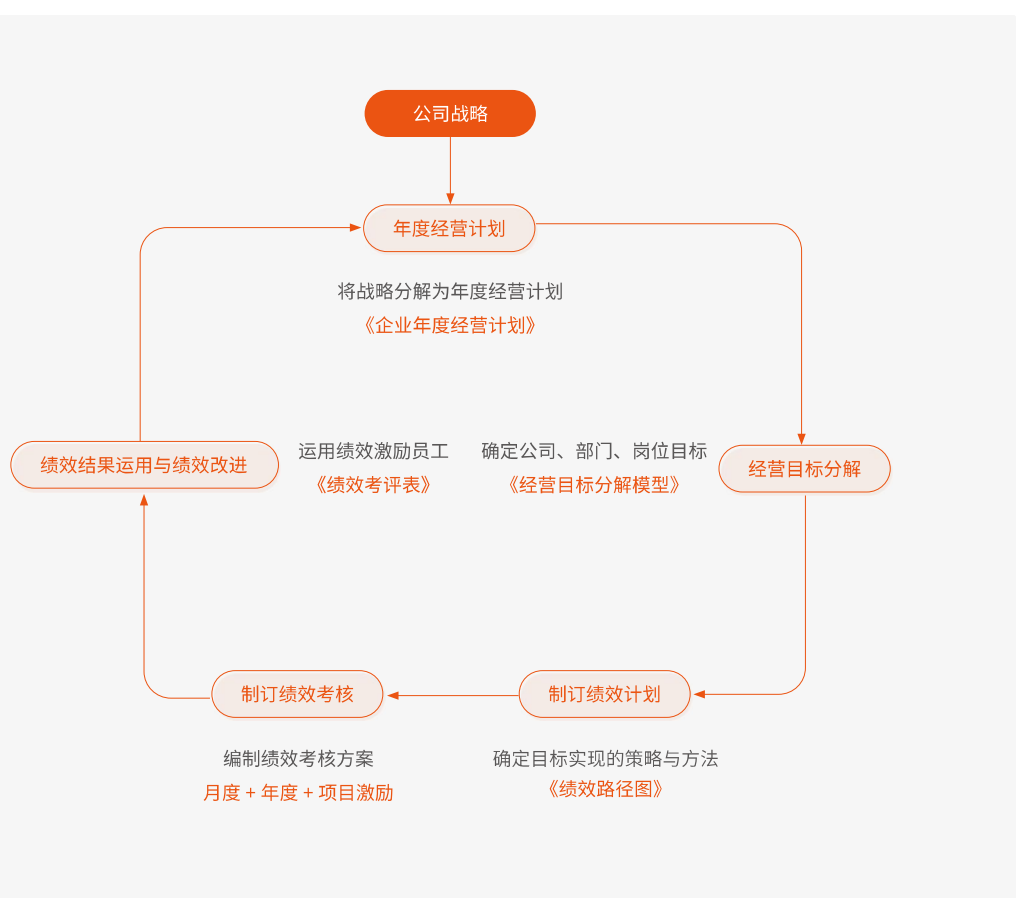 公司战略
年度经营计划
将战略分解为年度经营计划
《企业年度经营计划》
绩效结果运用与绩效改进
运用绩效激励员工
《绩效考评表》
确定公司、部门、岗位目标
《经营目标分解模型》
经营目标分解
制订绩效考核
编制绩效考核方案
月度 + 年度 + 项目激励
制订绩效计划
确定目标实现的策略与方法
《绩效路径图》